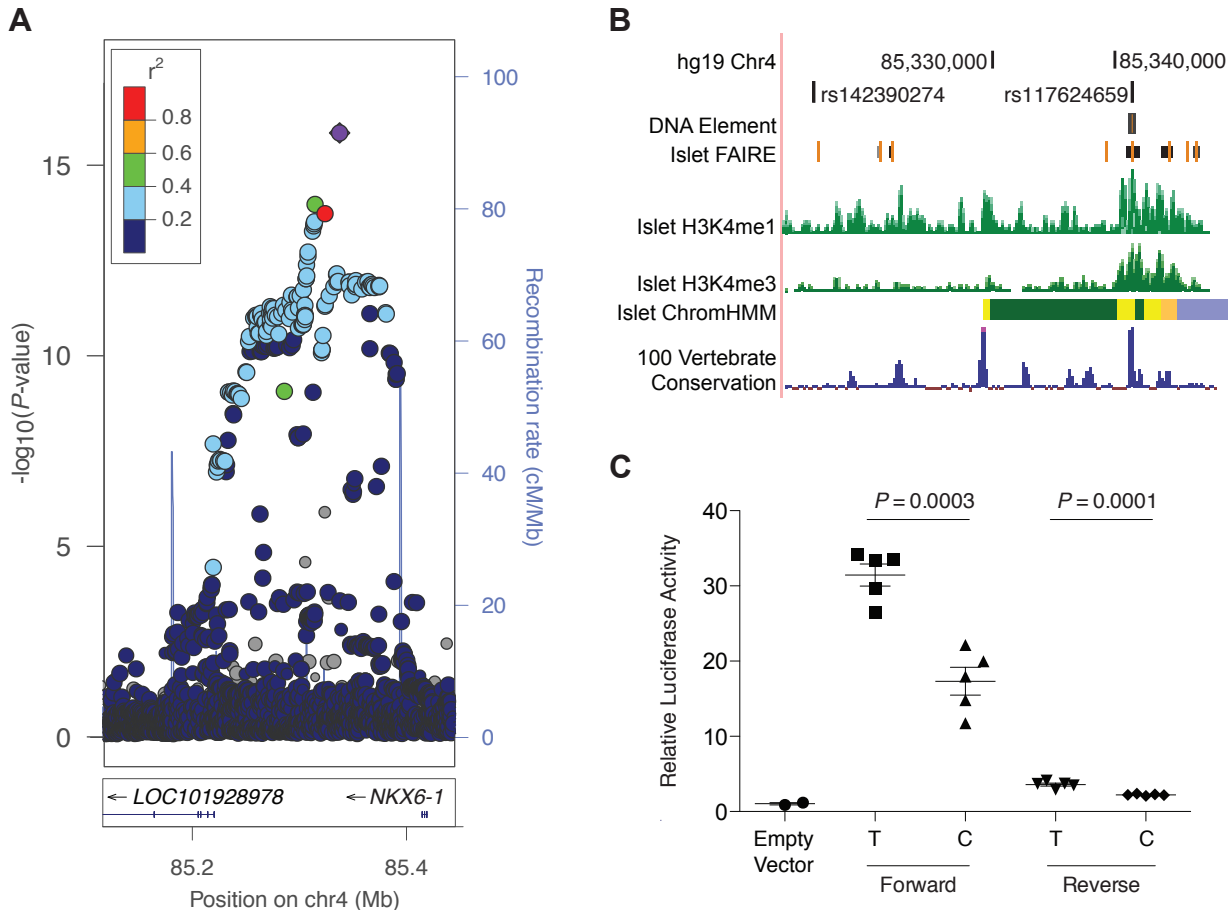 A
r2
0.8
0.6
0.4
0.2
15
10
5
0
-log10(P-value)
100
80
60
40
20
0
Recombination rate (cM/Mb)
← LOC101928978
← NKX6-1
85.2
85.4
Position on chr4 (Mb)
B
hg19 Chr4
85,330,000
85,340,000
rs142390274
rs117624659
DNA Element
Islet FAIRE
Islet H3K4me1
Islet H3K4me3
Islet ChromHMM
100 Vertebrate
Conservation
C
P = 0.0003
P = 0.0001
40
30
20
10
0
Relative Luciferase Activity
Empty
Vector
T
C
T
C
Forward
Reverse